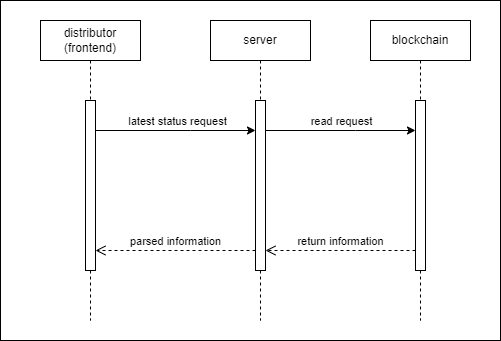 distributor
(frontend)
server
blockchain
latest status request
read request
parsed information
return information